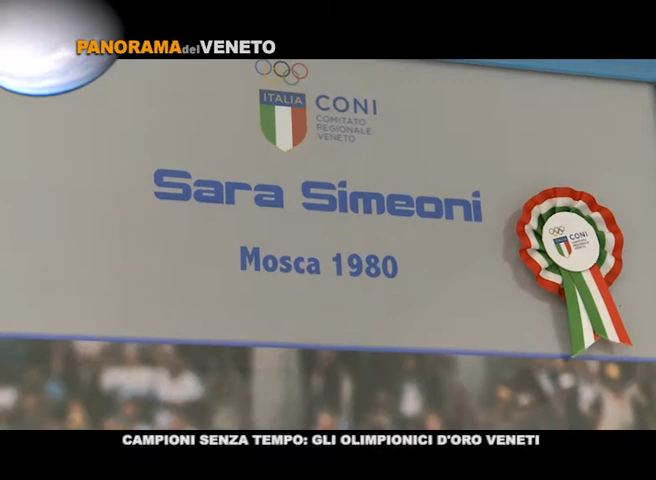 PANORAMAdelVENETO
ITALIA
CONI
COMITATO
REGIONALE
VENETO
Sara Simeoni
Mosca 1980
CONI
CAMPIONI SENZA TEMPO: GLI OLIMPIONICI D'ORO VENETI